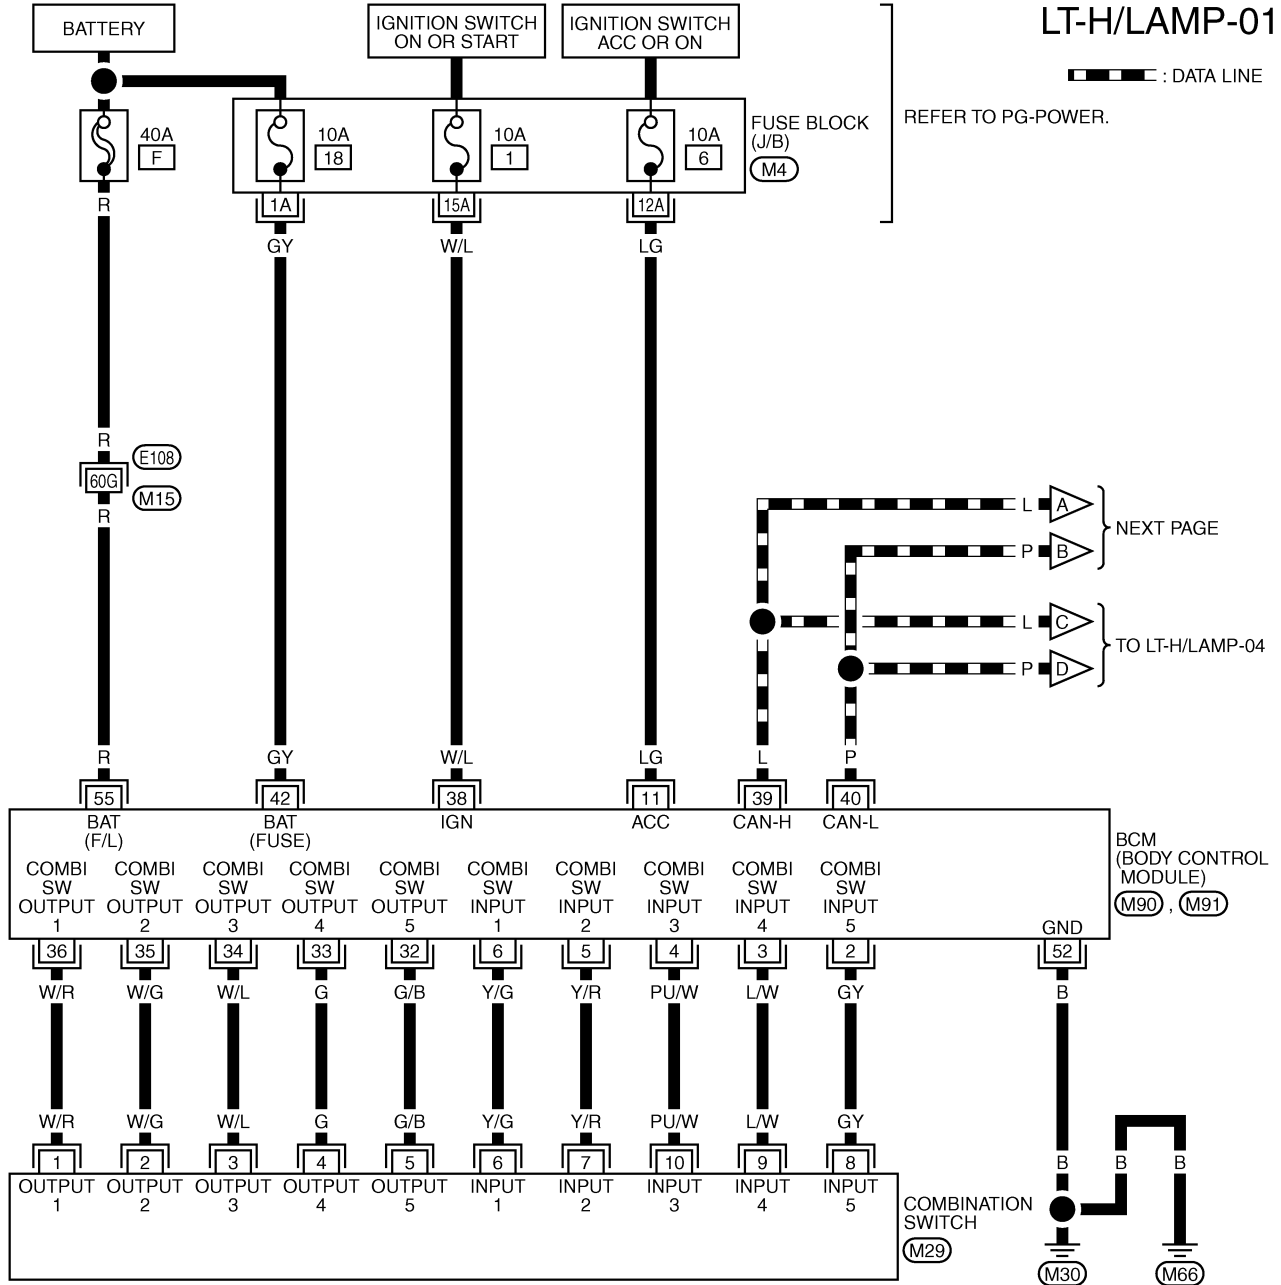 LT-H/LAMP-01
: DATA LINE
BATTERY
IGNITION SWITCH
ON OR START
IGNITION SWITCH
ACC OR ON
REFER TO PG-POWER.
40A
F
10A
18
10A
1
10A
6
FUSE BLOCK
(J/B)
M4
1A
15A
12A
R
GY
W/L
LG
R
E108
60G
M15
R
L
A
P
B
NEXT PAGE
L
C
P
D
TO LT-H/LAMP-04
R
GY
W/L
LG
L
P
55
42
38
11
39
40
BAT
(F/L)
BAT
(FUSE)
IGN
ACC
CAN-H
CAN-L
BCM
(BODY CONTROL
MODULE)
M90 , M91
COMBI
SW
OUTPUT
1
COMBI
SW
OUTPUT
2
COMBI
SW
OUTPUT
3
COMBI
SW
OUTPUT
4
COMBI
SW
OUTPUT
5
COMBI
SW
INPUT
1
COMBI
SW
INPUT
2
COMBI
SW
INPUT
3
COMBI
SW
INPUT
4
COMBI
SW
INPUT
5
GND
36
35
34
33
32
6
5
4
3
2
52
W/R
W/G
W/L
G
G/B
Y/G
Y/R
PU/W
L/W
GY
B
W/R
W/G
W/L
G
G/B
Y/G
Y/R
PU/W
L/W
GY
1
2
3
4
5
6
7
10
9
8
B
B
B
OUTPUT
1
OUTPUT
2
OUTPUT
3
OUTPUT
4
OUTPUT
5
INPUT
1
INPUT
2
INPUT
3
INPUT
4
INPUT
5
COMBINATION
SWITCH
M29
M30
M66